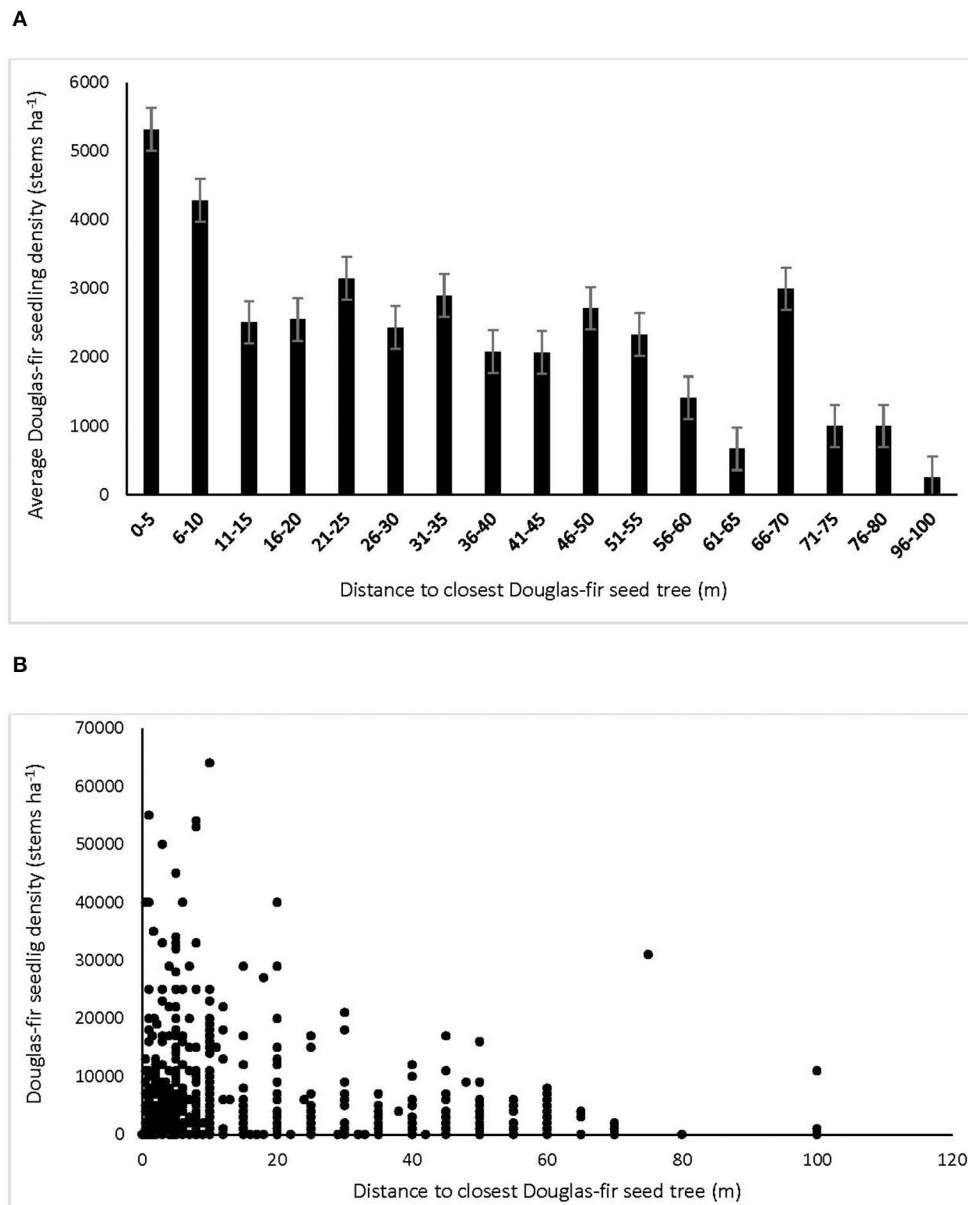 A
Average Douglas-fir seedling density (stems ha⁻¹)
6000
5000
4000
3000
2000
1000
0
0-5 6-10 11-15 16-20 21-25 26-30 31-35 36-40 41-45 46-50 51-55 56-60 61-65 66-70 71-75 76-80 96-100
Distance to closest Douglas-fir seed tree (m)
B
Douglas-fir seedlig density (stems ha⁻¹)
70000
60000
50000
40000
30000
20000
10000
0
0 20 40 60 80 100 120
Distance to closest Douglas-fir seed tree (m)